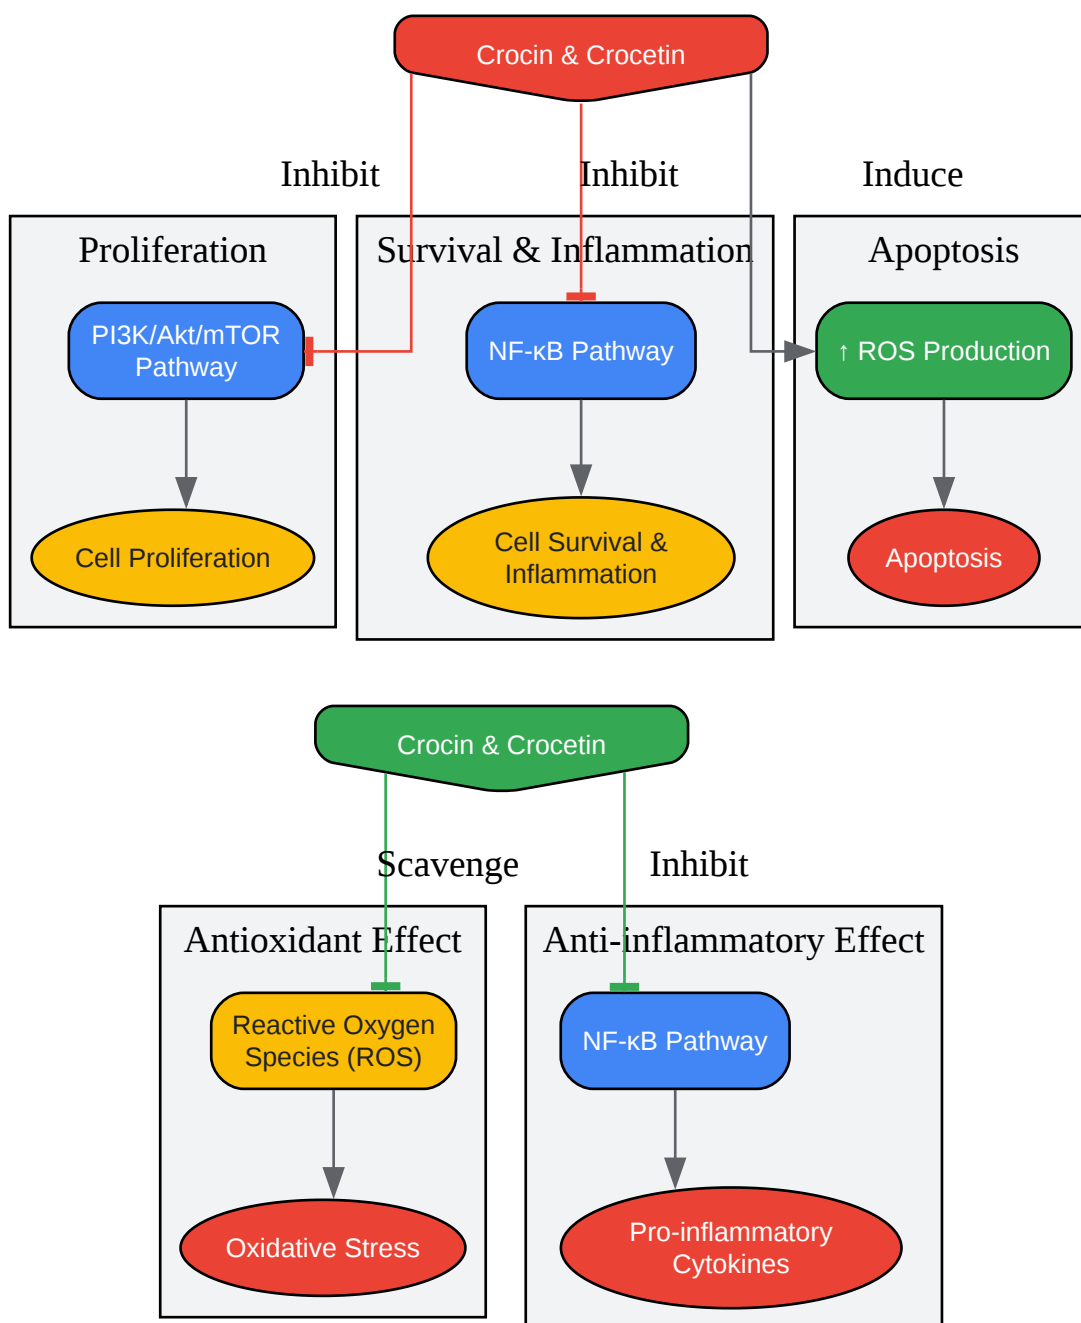 Crocin & Crocetin
Inhibit
Inhibit
Induce
Proliferation
Survival & Inflammation
Apoptosis
PI3K/Akt/mTOR
Pathway
NF-κB Pathway
↑ ROS Production
Cell Proliferation
Cell Survival &
Inflammation
Apoptosis
Crocin & Crocetin
Scavenge
Inhibit
Antioxidant Effect
Anti-inflammatory Effect
Reactive Oxygen
Species (ROS)
NF-κB Pathway
Oxidative Stress
Pro-inflammatory
Cytokines